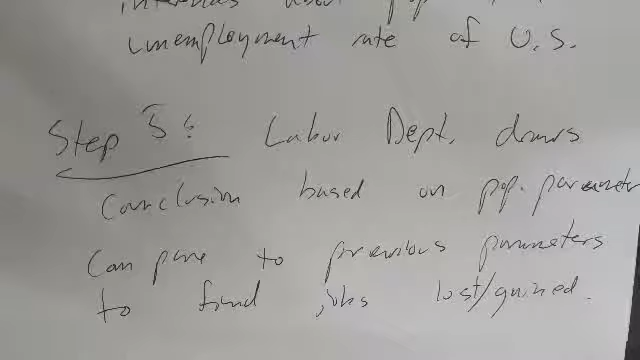 unemployment rate of U.S.
Step 5: Labor Dept. draws
conclusion based on pop. parameter
Compare to previous parameters
to find jobs lost/gained.